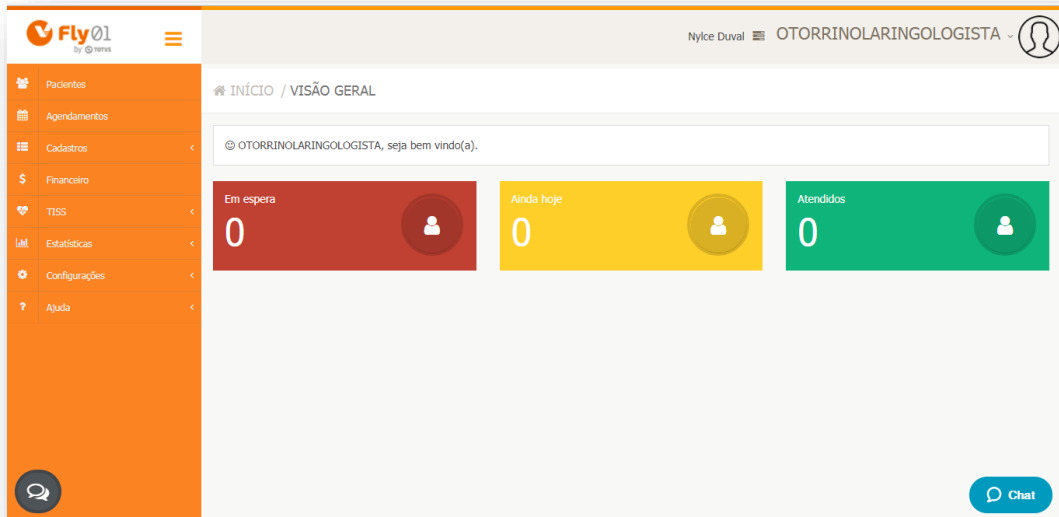 Fly01
by TOTVS
Nylce Duval OTORRINOLARINGOLOGISTA
Pacientes
Agendamentos
Cadastros
$ Financeiro
TISS
Estatísticas
Configurações
? Ajuda
INÍCIO / VISÃO GERAL
OTORRINOLARINGOLOGISTA, seja bem vindo(a).
Em espera
0
Ainda hoje
0
Atendidos
0
Chat